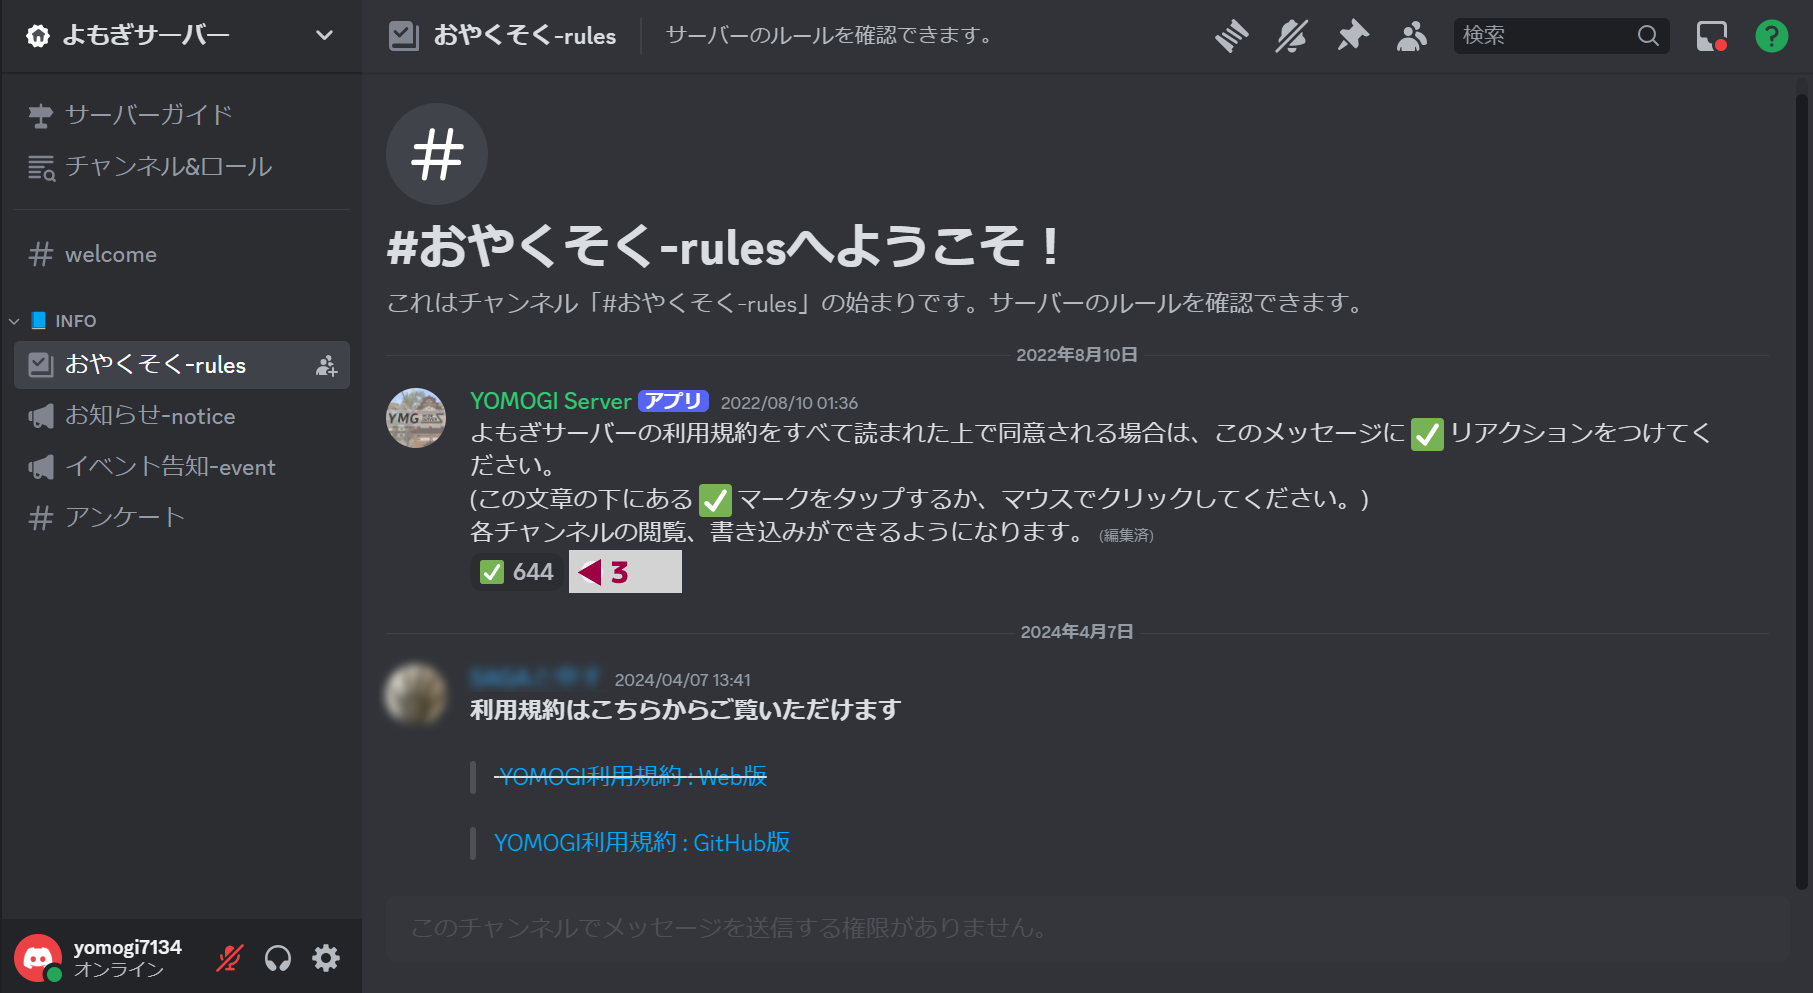 よもぎサーバー
サーバーガイド
チャンネル&ロール
welcome
INFO
おやくそく-rules
お知らせ-notice
イベント告知-event
アンケート
yomogi7134
オンライン
おやくそく-rules
サーバーのルールを確認できます。
検索
#おやくそく-rulesへようこそ！
これはチャンネル「#おやくそく-rules」の始まりです。サーバーのルールを確認できます。
2022年8月10日
YMG
YOMOGI Server アプリ 2022/08/10 01:36
よもぎサーバーの利用規約をすべて読まれた上で同意される場合は、このメッセージに ✅ リアクションをつけてく
ださい。
(この文章の下にある ✅ マークをタップするか、マウスでクリックしてください。)
各チャンネルの閲覧、書き込みができるようになります。 (編集済)
✅ 644 ◀ 3
2024年4月7日
2024/04/07 13:41
利用規約はこちらからご覧いただけます
YOMOGI利用規約 : Web版
YOMOGI利用規約 : GitHub版
このチャンネルでメッセージを送信する権限がありません。